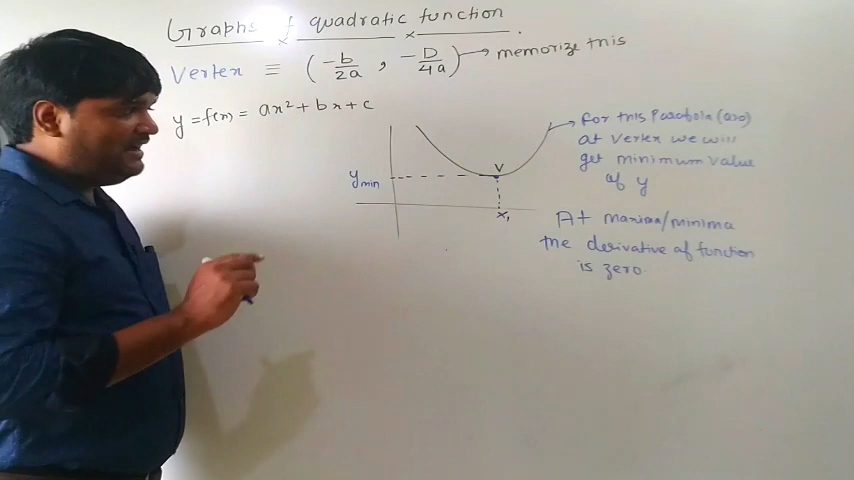 Graphs of quadratic function.
Vertex ≡ (-b/2a, -D/4a) → memorize this
y = f(x) = ax² + bx + c
for this Parabola (a>0)
at vertex we will
get minimum value
of y
V
y min
x₁
At maxima/minima
the derivative of function
is zero.